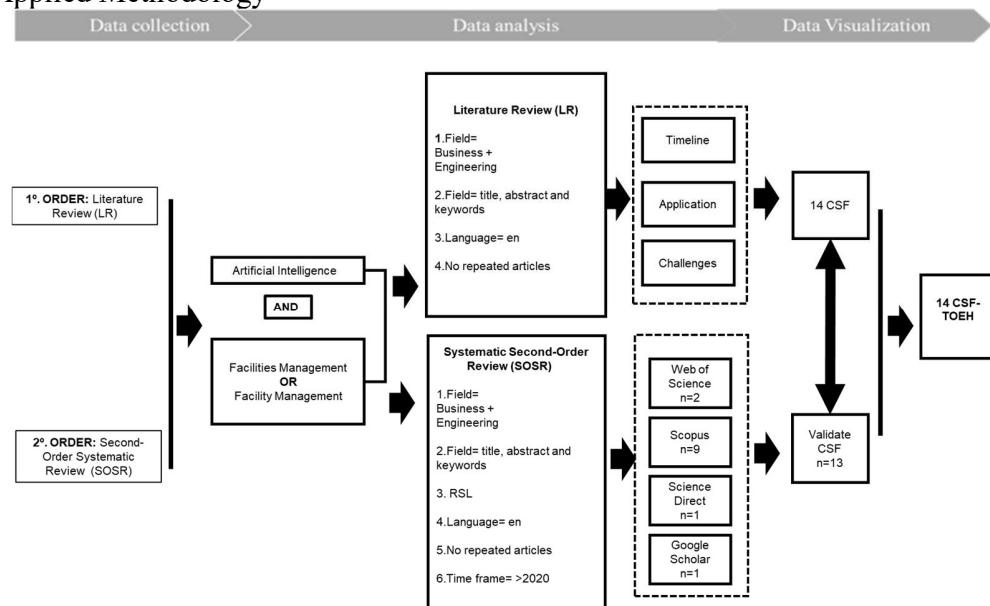 Applied Methodology
Data collection
Data analysis
Data Visualization
1º. ORDER: Literature
Review (LR)
2º. ORDER: Second-
Order Systematic
Review (SOSR)
Artificial Intelligence
AND
Facilities Management
OR
Facility Management
Literature Review (LR)
1.Field=
Business +
Engineering
2.Field= title, abstract and
keywords
3.Language= en
4.No repeated articles
Systematic Second-Order
Review (SOSR)
1.Field=
Business +
Engineering
2.Field= title, abstract and
keywords
3. RSL
4.Language= en
5.No repeated articles
6.Time frame= >2020
Timeline
Application
Challenges
Web of
Science
n=2
Scopus
n=9
Science
Direct
n=1
Google
Scholar
n=1
14 CSF
Validate
CSF
n=13
14 CSF-
TOEH